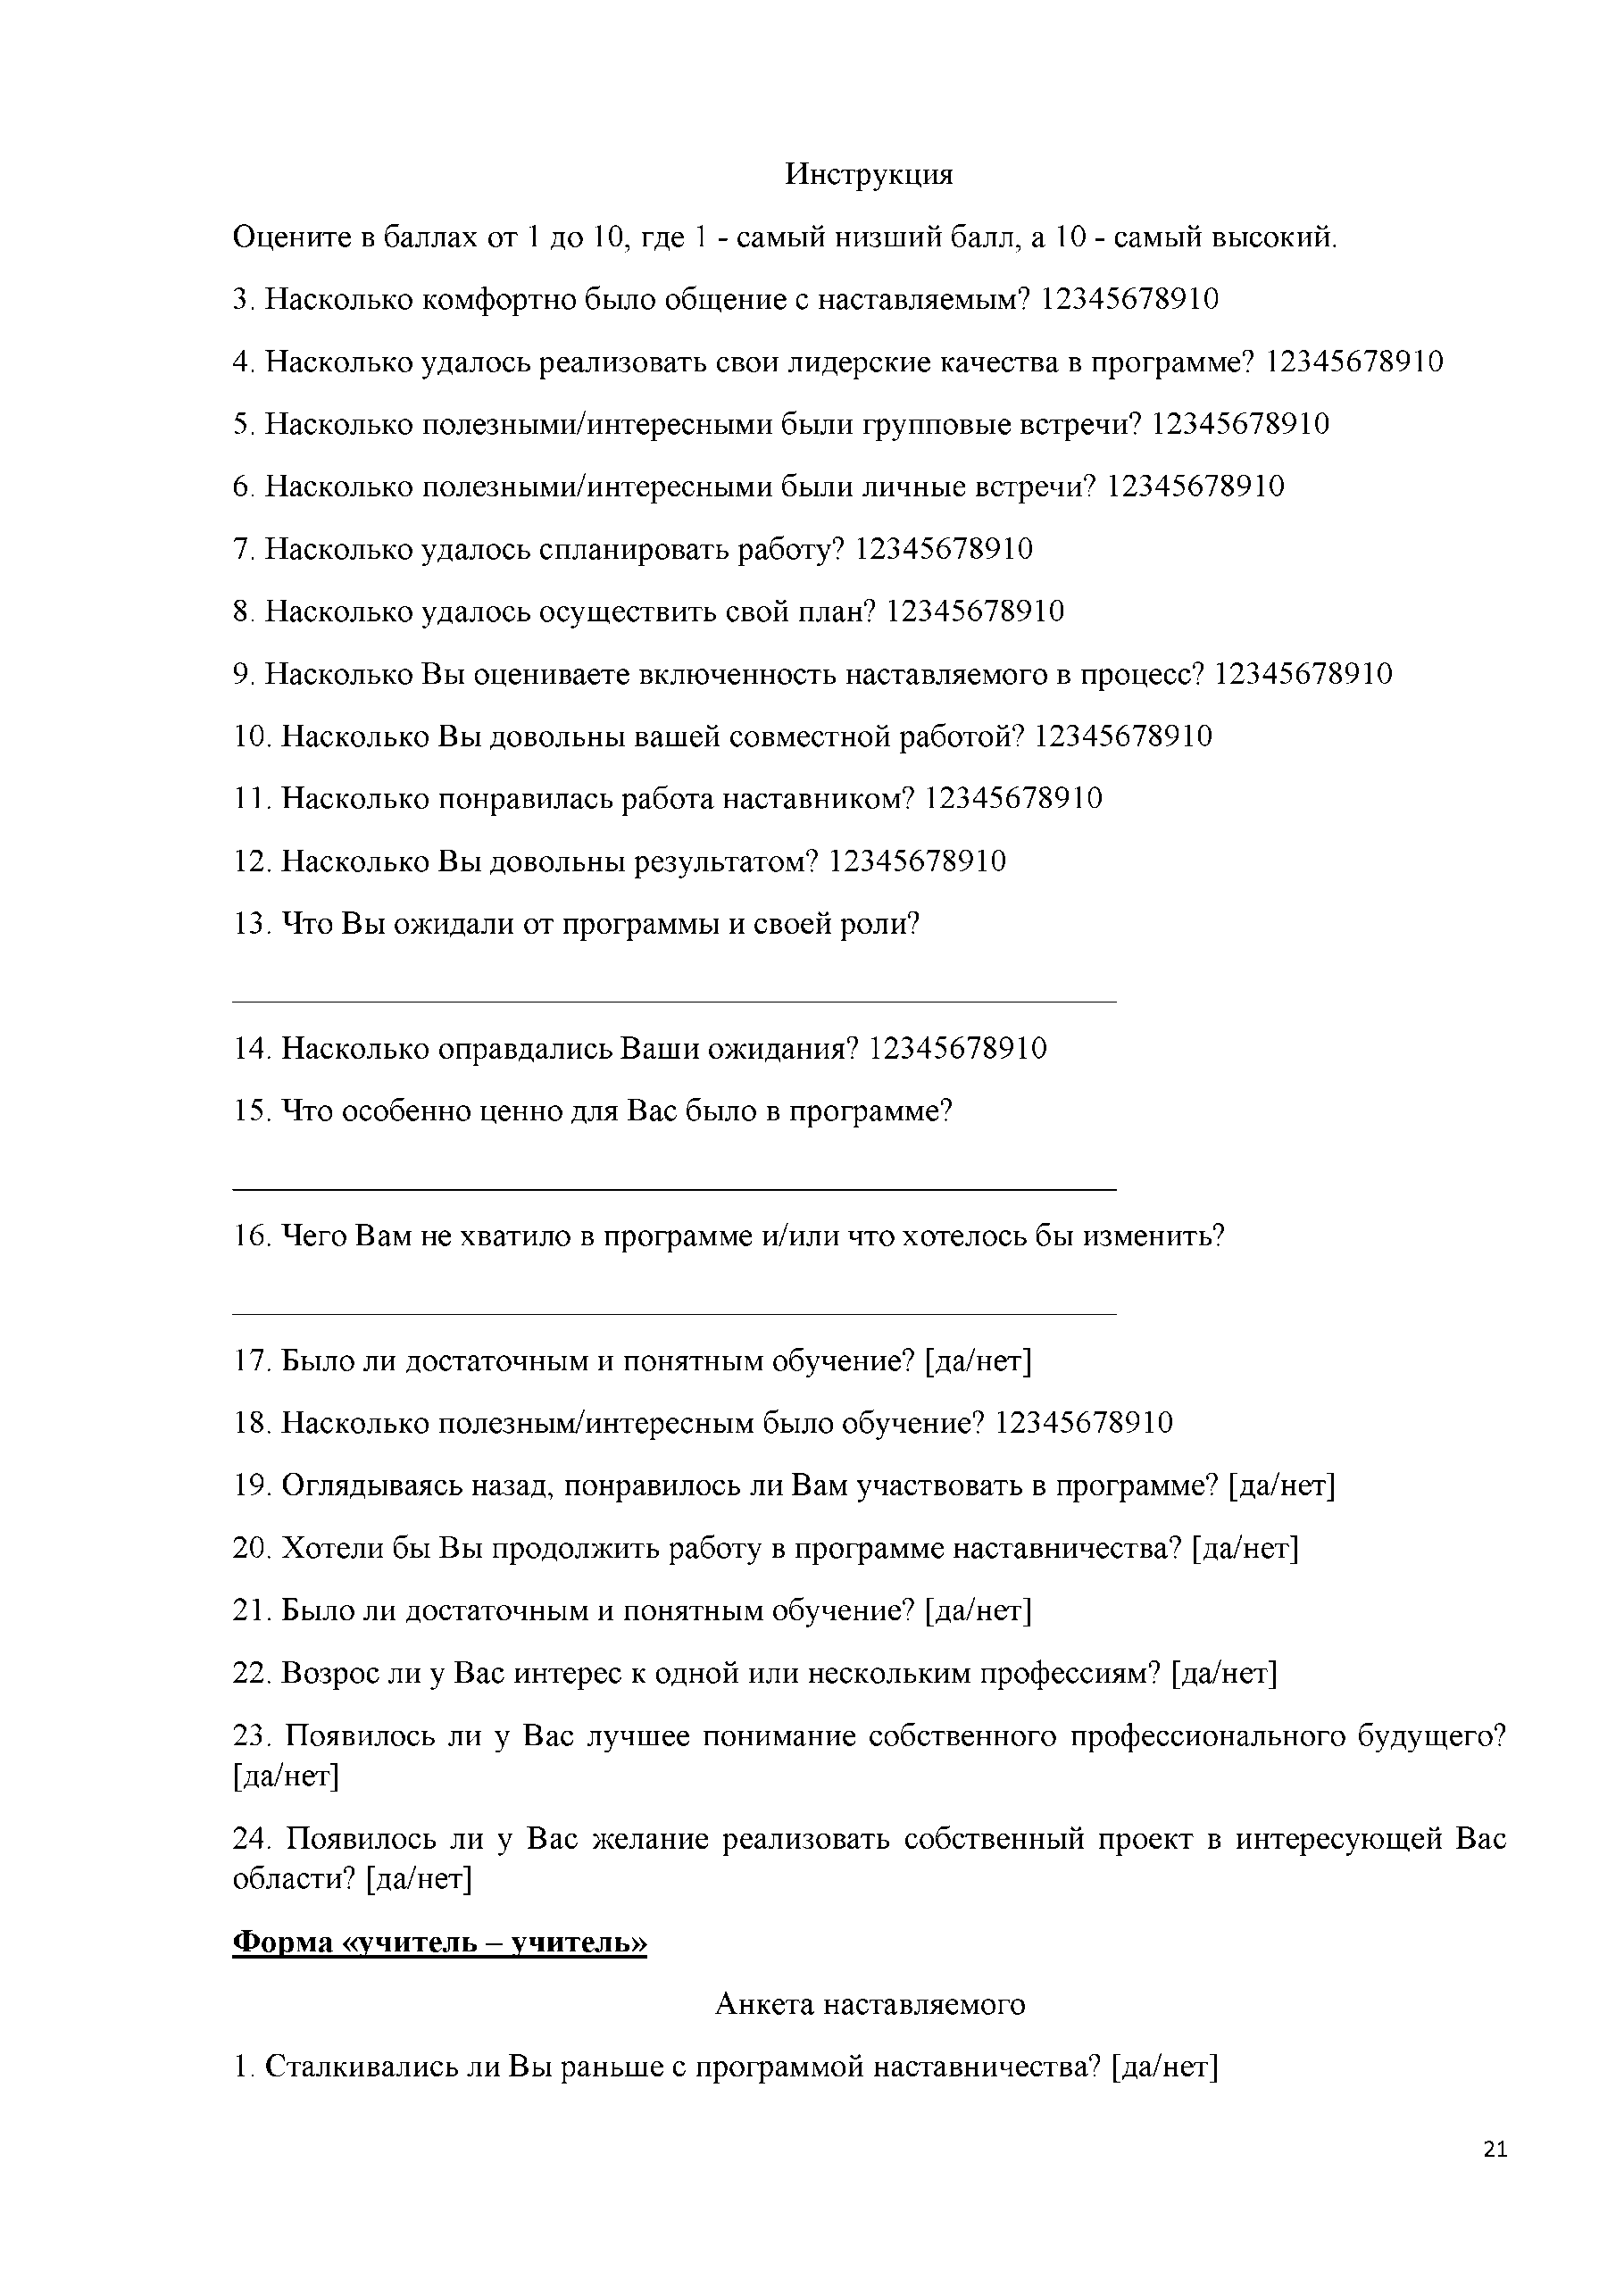 Инструкция
Оцените в баллах от 1 до 10, где 1 - самый низший балл, а 10 - самый высокий.
3. Насколько комфортно было общение с наставляемым? 12345678910
4. Насколько удалось реализовать свои лидерские качества в программе? 12345678910
5. Насколько полезными/интересными были групповые встречи? 12345678910
6. Насколько полезными/интересными были личные встречи? 12345678910
7. Насколько удалось спланировать работу? 12345678910
8. Насколько удалось осуществить свой план? 12345678910
9. Насколько Вы оцениваете включенность наставляемого в процесс? 12345678910
10. Насколько Вы довольны вашей совместной работой? 12345678910
11. Насколько понравилась работа наставником? 12345678910
12. Насколько Вы довольны результатом? 12345678910
13. Что Вы ожидали от программы и своей роли?
14. Насколько оправдались Ваши ожидания? 12345678910
15. Что особенно ценно для Вас было в программе?
16. Чего Вам не хватило в программе и/или что хотелось бы изменить?
17. Было ли достаточным и понятным обучение? [да/нет]
18. Насколько полезным/интересным было обучение? 12345678910
19. Оглядываясь назад, понравилось ли Вам участвовать в программе? [да/нет]
20. Хотели бы Вы продолжить работу в программе наставничества? [да/нет]
21. Было ли достаточным и понятным обучение? [да/нет]
22. Возрос ли у Вас интерес к одной или нескольким профессиям? [да/нет]
23. Появилось ли у Вас лучшее понимание собственного профессионального будущего?
[да/нет]
24. Появилось ли у Вас желание реализовать собственный проект в интересующей Вас
области? [да/нет]
Форма «учитель – учитель»
Анкета наставляемого
1. Сталкивались ли Вы раньше с программой наставничества? [да/нет]
21